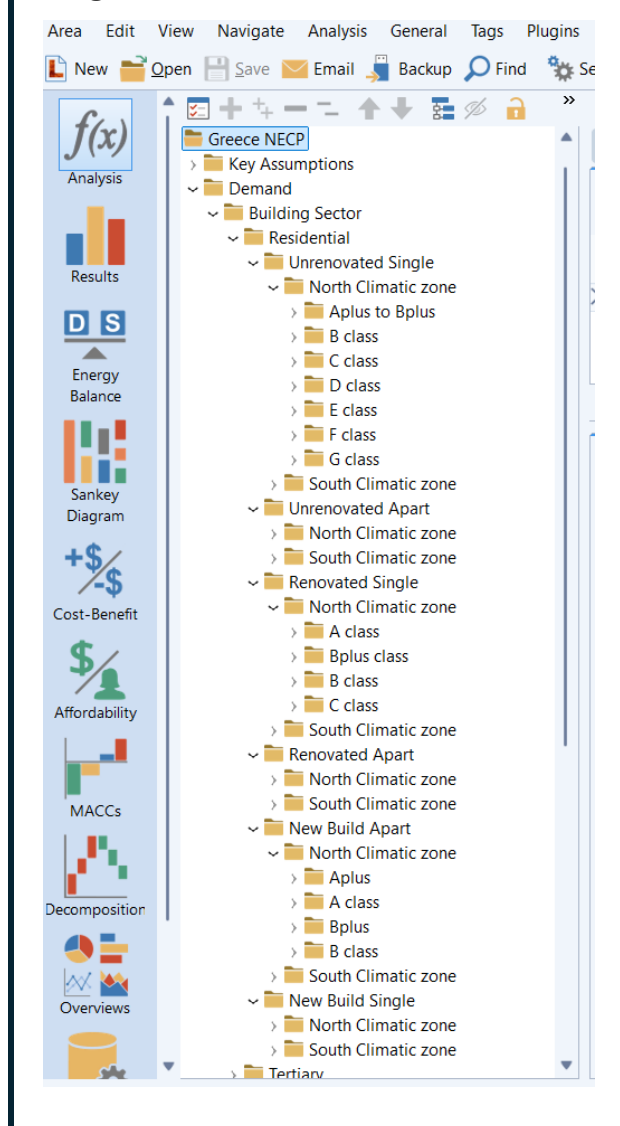 Area Edit View Navigate Analysis General Tags Plugins
New Open Save Email Backup Find Se
f(x)
Analysis
Results
D S
Energy
Balance
Sankey
Diagram
+$
-$
Cost-Benefit
$
Affordability
MACCs
Decomposition
Overviews
»
Greece NECP
Key Assumptions
Demand
Building Sector
Residential
Unrenovated Single
North Climatic zone
Aplus to Bplus
B class
C class
D class
E class
F class
G class
South Climatic zone
Unrenovated Apart
North Climatic zone
South Climatic zone
Renovated Single
North Climatic zone
A class
Bplus class
B class
C class
South Climatic zone
Renovated Apart
North Climatic zone
South Climatic zone
New Build Apart
North Climatic zone
Aplus
A class
Bplus
B class
South Climatic zone
New Build Single
North Climatic zone
South Climatic zone
Tertiary